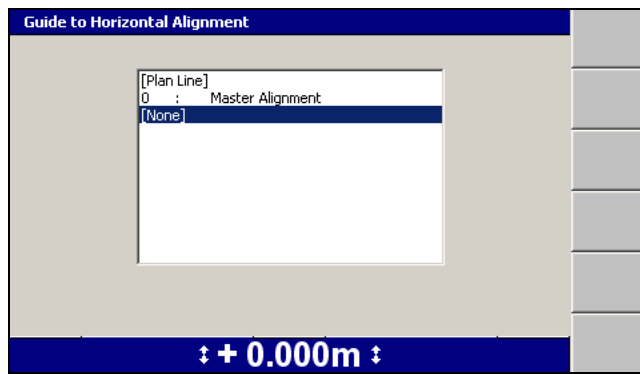 Guide to Horizontal Alignment
[Plan Line]
0 : Master Alignment
[None]
↕ + 0.000m ↕